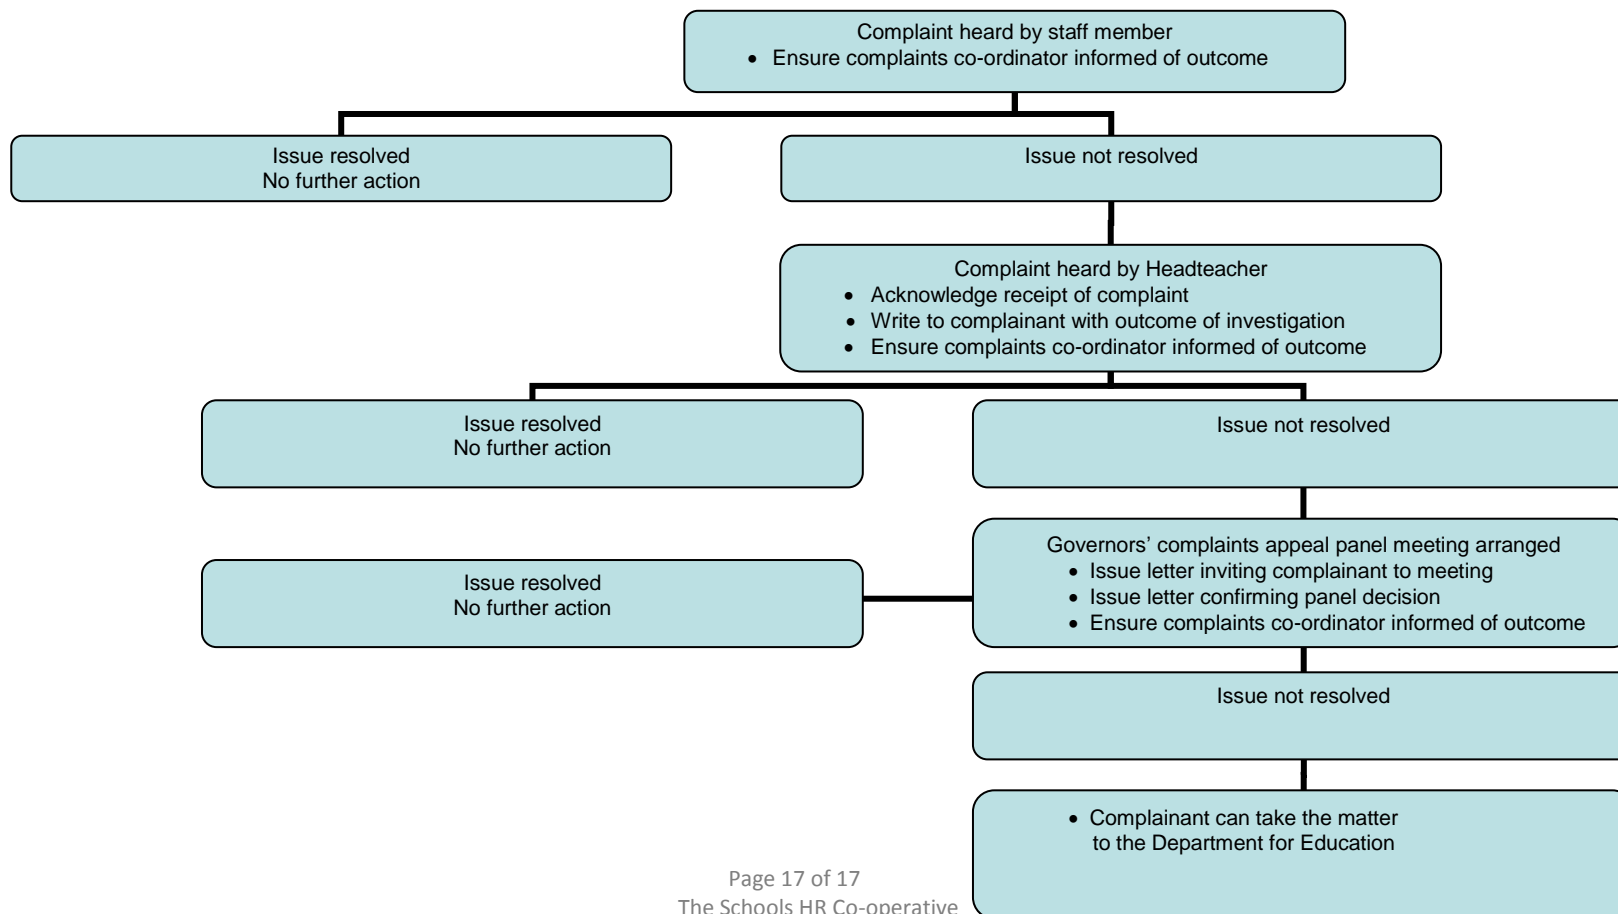 Complaint heard by staff member
• Ensure complaints co-ordinator informed of outcome
Issue resolved
No further action
Issue not resolved
Complaint heard by Headteacher
• Acknowledge receipt of complaint
• Write to complainant with outcome of investigation
• Ensure complaints co-ordinator informed of outcome
Issue resolved
No further action
Issue not resolved
Governors’ complaints appeal panel meeting arranged
• Issue letter inviting complainant to meeting
• Issue letter confirming panel decision
• Ensure complaints co-ordinator informed of outcome
Issue resolved
No further action
Issue not resolved
• Complainant can take the matter
to the Department for Education
Page 17 of 17
The Schools HR Co-operative